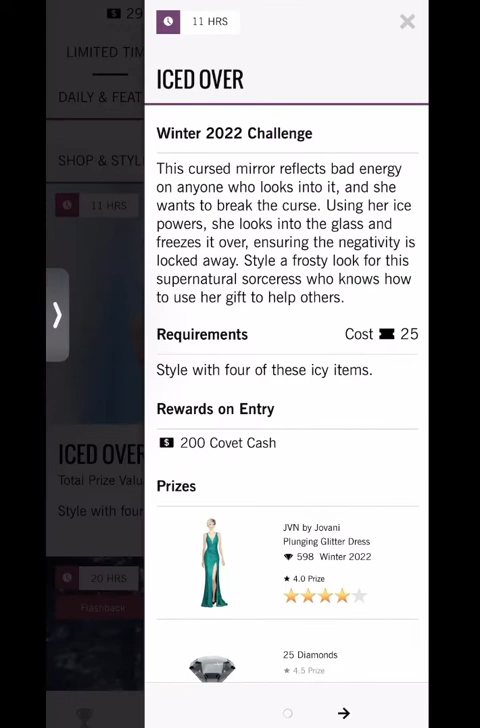 29
11 HRS
LIMITED TIM
ICED OVER
DAILY & FEAT
Winter 2022 Challenge
SHOP & STYL
This cursed mirror reflects bad energy
on anyone who looks into it, and she
wants to break the curse. Using her ice
powers, she looks into the glass and
freezes it over, ensuring the negativity is
locked away. Style a frosty look for this
supernatural sorceress who knows how
to use her gift to help others.
11 HRS
Requirements
Cost 25
Style with four of these icy items.
Rewards on Entry
200 Covet Cash
ICED OVER
Total Prize Valu
Style with four
Prizes
JVN by Jovani
Plunging Glitter Dress
598 Winter 2022
4.0 Prize
20 HRS
Flashback
25 Diamonds
4.5 Prize